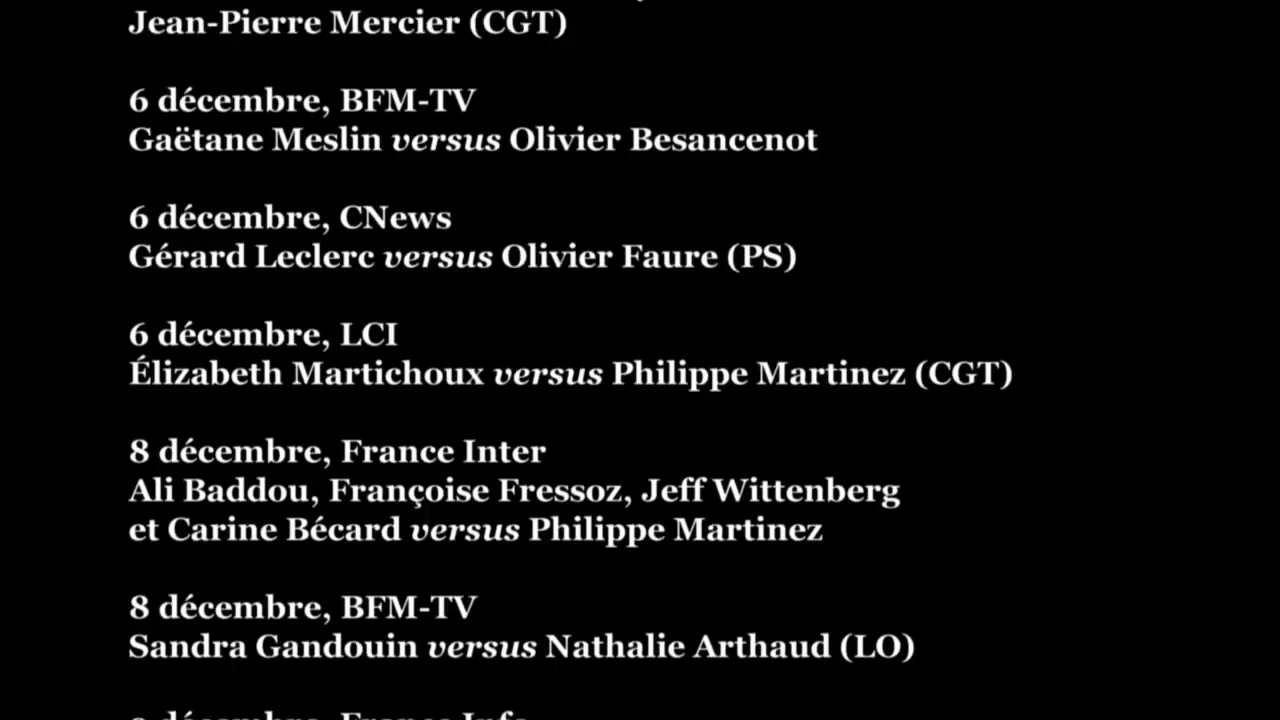 Jean-Pierre Mercier (CGT)
6 décembre, BFM-TV
Gaëtane Meslin versus Olivier Besancenot
6 décembre, CNews
Gérard Leclerc versus Olivier Faure (PS)
6 décembre, LCI
Élizabeth Martichoux versus Philippe Martinez (CGT)
8 décembre, France Inter
Ali Baddou, Françoise Fressoz, Jeff Wittenberg
et Carine Bécard versus Philippe Martinez
8 décembre, BFM-TV
Sandra Gandouin versus Nathalie Arthaud (LO)
décembre, France Info